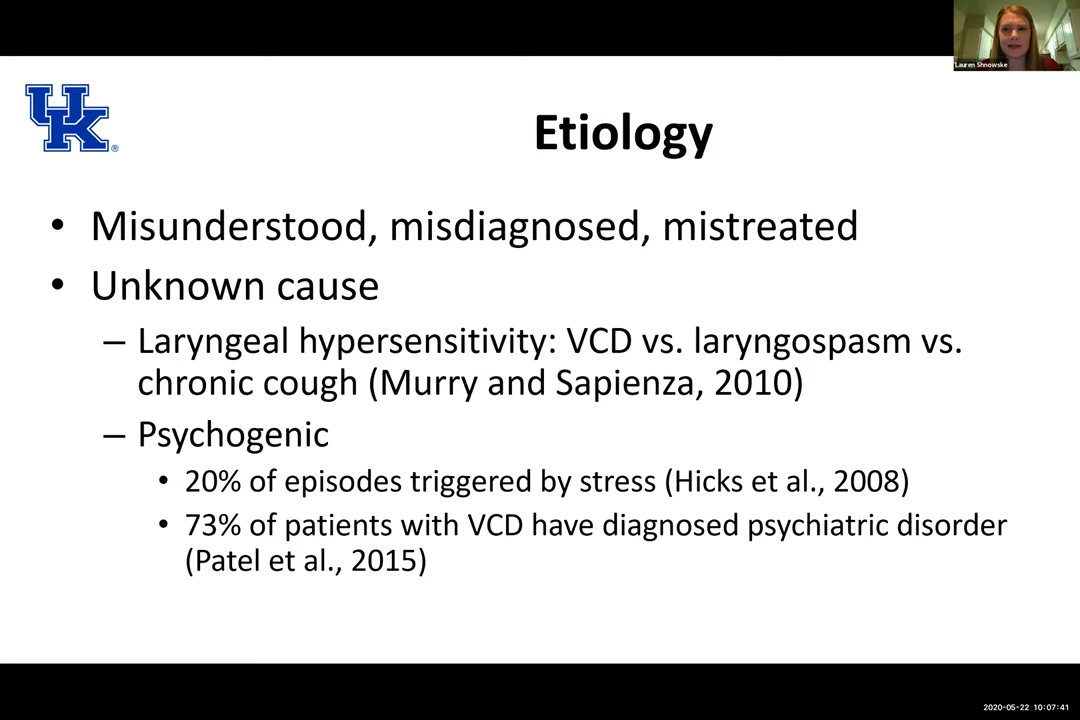 Lauren Shnowske
UK
®
Etiology
• Misunderstood, misdiagnosed, mistreated
• Unknown cause
– Laryngeal hypersensitivity: VCD vs. laryngospasm vs.
chronic cough (Murry and Sapienza, 2010)
– Psychogenic
• 20% of episodes triggered by stress (Hicks et al., 2008)
• 73% of patients with VCD have diagnosed psychiatric disorder
(Patel et al., 2015)
2020-05-22 10:07:41